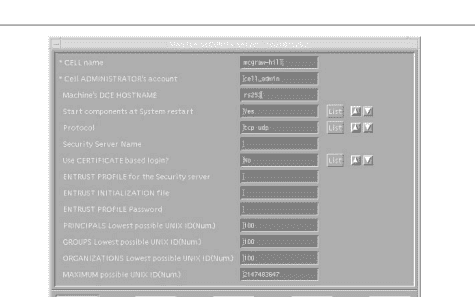 * CELL name mcgraw-hill
* Cell ADMINISTRATOR's account cell_admin
Machine's DCE HOSTNAME
Start components at System restart Yes List
Protocol tcp udp List
Security Server Name
Use CERTIFICATE based login? No List
ENTRUST PROFILE for the Security server
ENTRUST INITIALIZATION file
ENTRUST PROFILE Password
PRINCIPALS Lowest possible UNIX ID(Num.) 100
GROUPS Lowest possible UNIX ID(Num.) 100
ORGANIZATIONS Lowest possible UNIX ID(Num.) 100
MAXIMUM possible UNIX ID(Num.) 2147483647